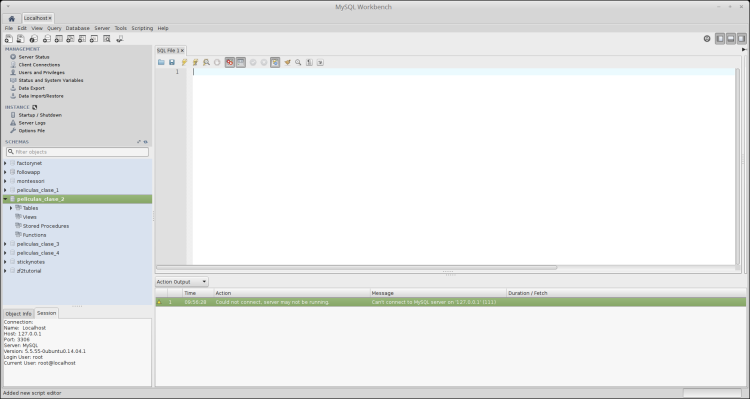 MySQL Workbench
Localhost ×
File Edit View Query Database Server Tools Scripting Help
MANAGEMENT
Server Status
Client Connections
Users and Privileges
Status and System Variables
Data Export
Data Import/Restore
INSTANCE
Startup / Shutdown
Server Logs
Options File
SCHEMAS
Filter objects
factorynet
followapp
montessori
peliculas_clase_1
peliculas_clase_2
Tables
Views
Stored Procedures
Functions
peliculas_clase_3
peliculas_clase_4
stickynotes
zf2tutorial
Object Info Session
Connection:
Name: Localhost
Host: 127.0.0.1
Port: 3306
Server: MySQL
Version: 5.5.55-0ubuntu0.14.04.1
Login User: root
Current User: root@localhost
SQL File 1 ×
1
Action Output
Time Action Message Duration / Fetch
1 Could not connect, server may not be running. Can't connect to MySQL server on '127.0.0.1' (111)
Added new script editor